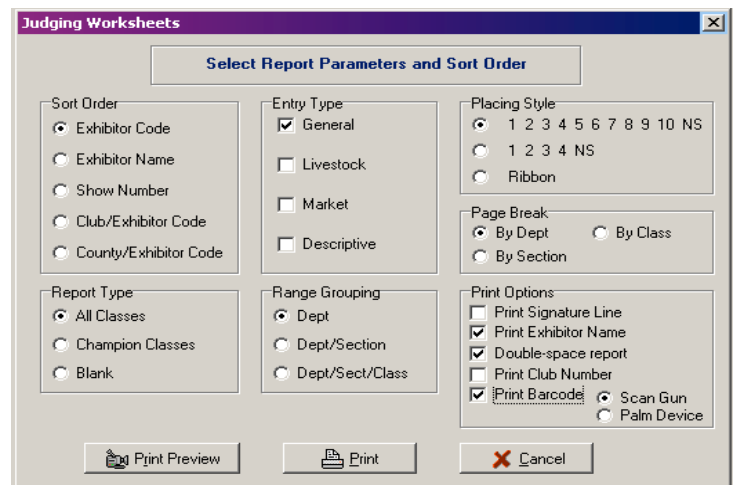 Judging Worksheets
Select Report Parameters and Sort Order
Sort Order
Exhibitor Code
Exhibitor Name
Show Number
Club/Exhibitor Code
County/Exhibitor Code
Entry Type
General
Livestock
Market
Descriptive
Placing Style
1 2 3 4 5 6 7 8 9 10 NS
1 2 3 4 NS
Ribbon
Page Break
By Dept By Class
By Section
Report Type
All Classes
Champion Classes
Blank
Range Grouping
Dept
Dept/Section
Dept/Sect/Class
Print Options
Print Signature Line
Print Exhibitor Name
Double-space report
Print Club Number
Print Barcode Scan Gun
Palm Device
Print Preview Print Cancel